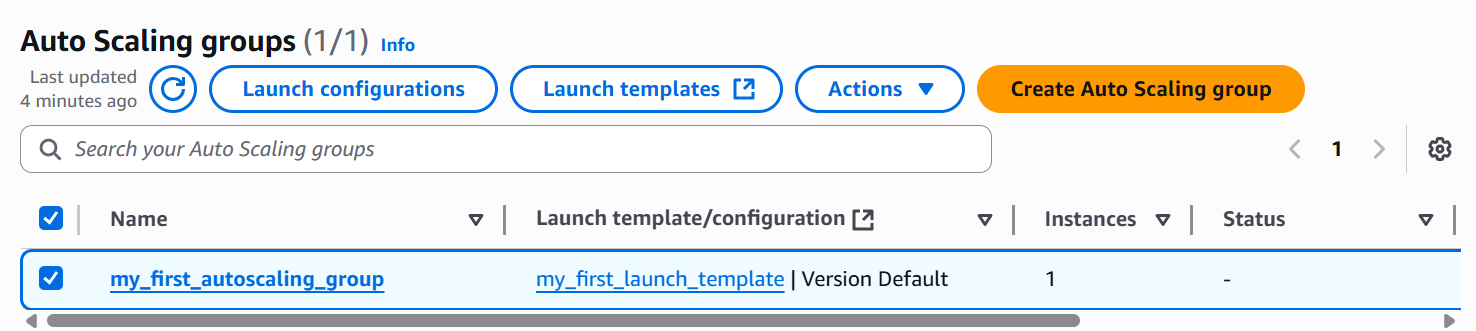 Auto Scaling groups (1/1) Info
Last updated
4 minutes ago
Launch configurations Launch templates Actions Create Auto Scaling group
Search your Auto Scaling groups 1
Name Launch template/configuration Instances Status
my_first_autoscaling_group my_first_launch_template | Version Default 1 -